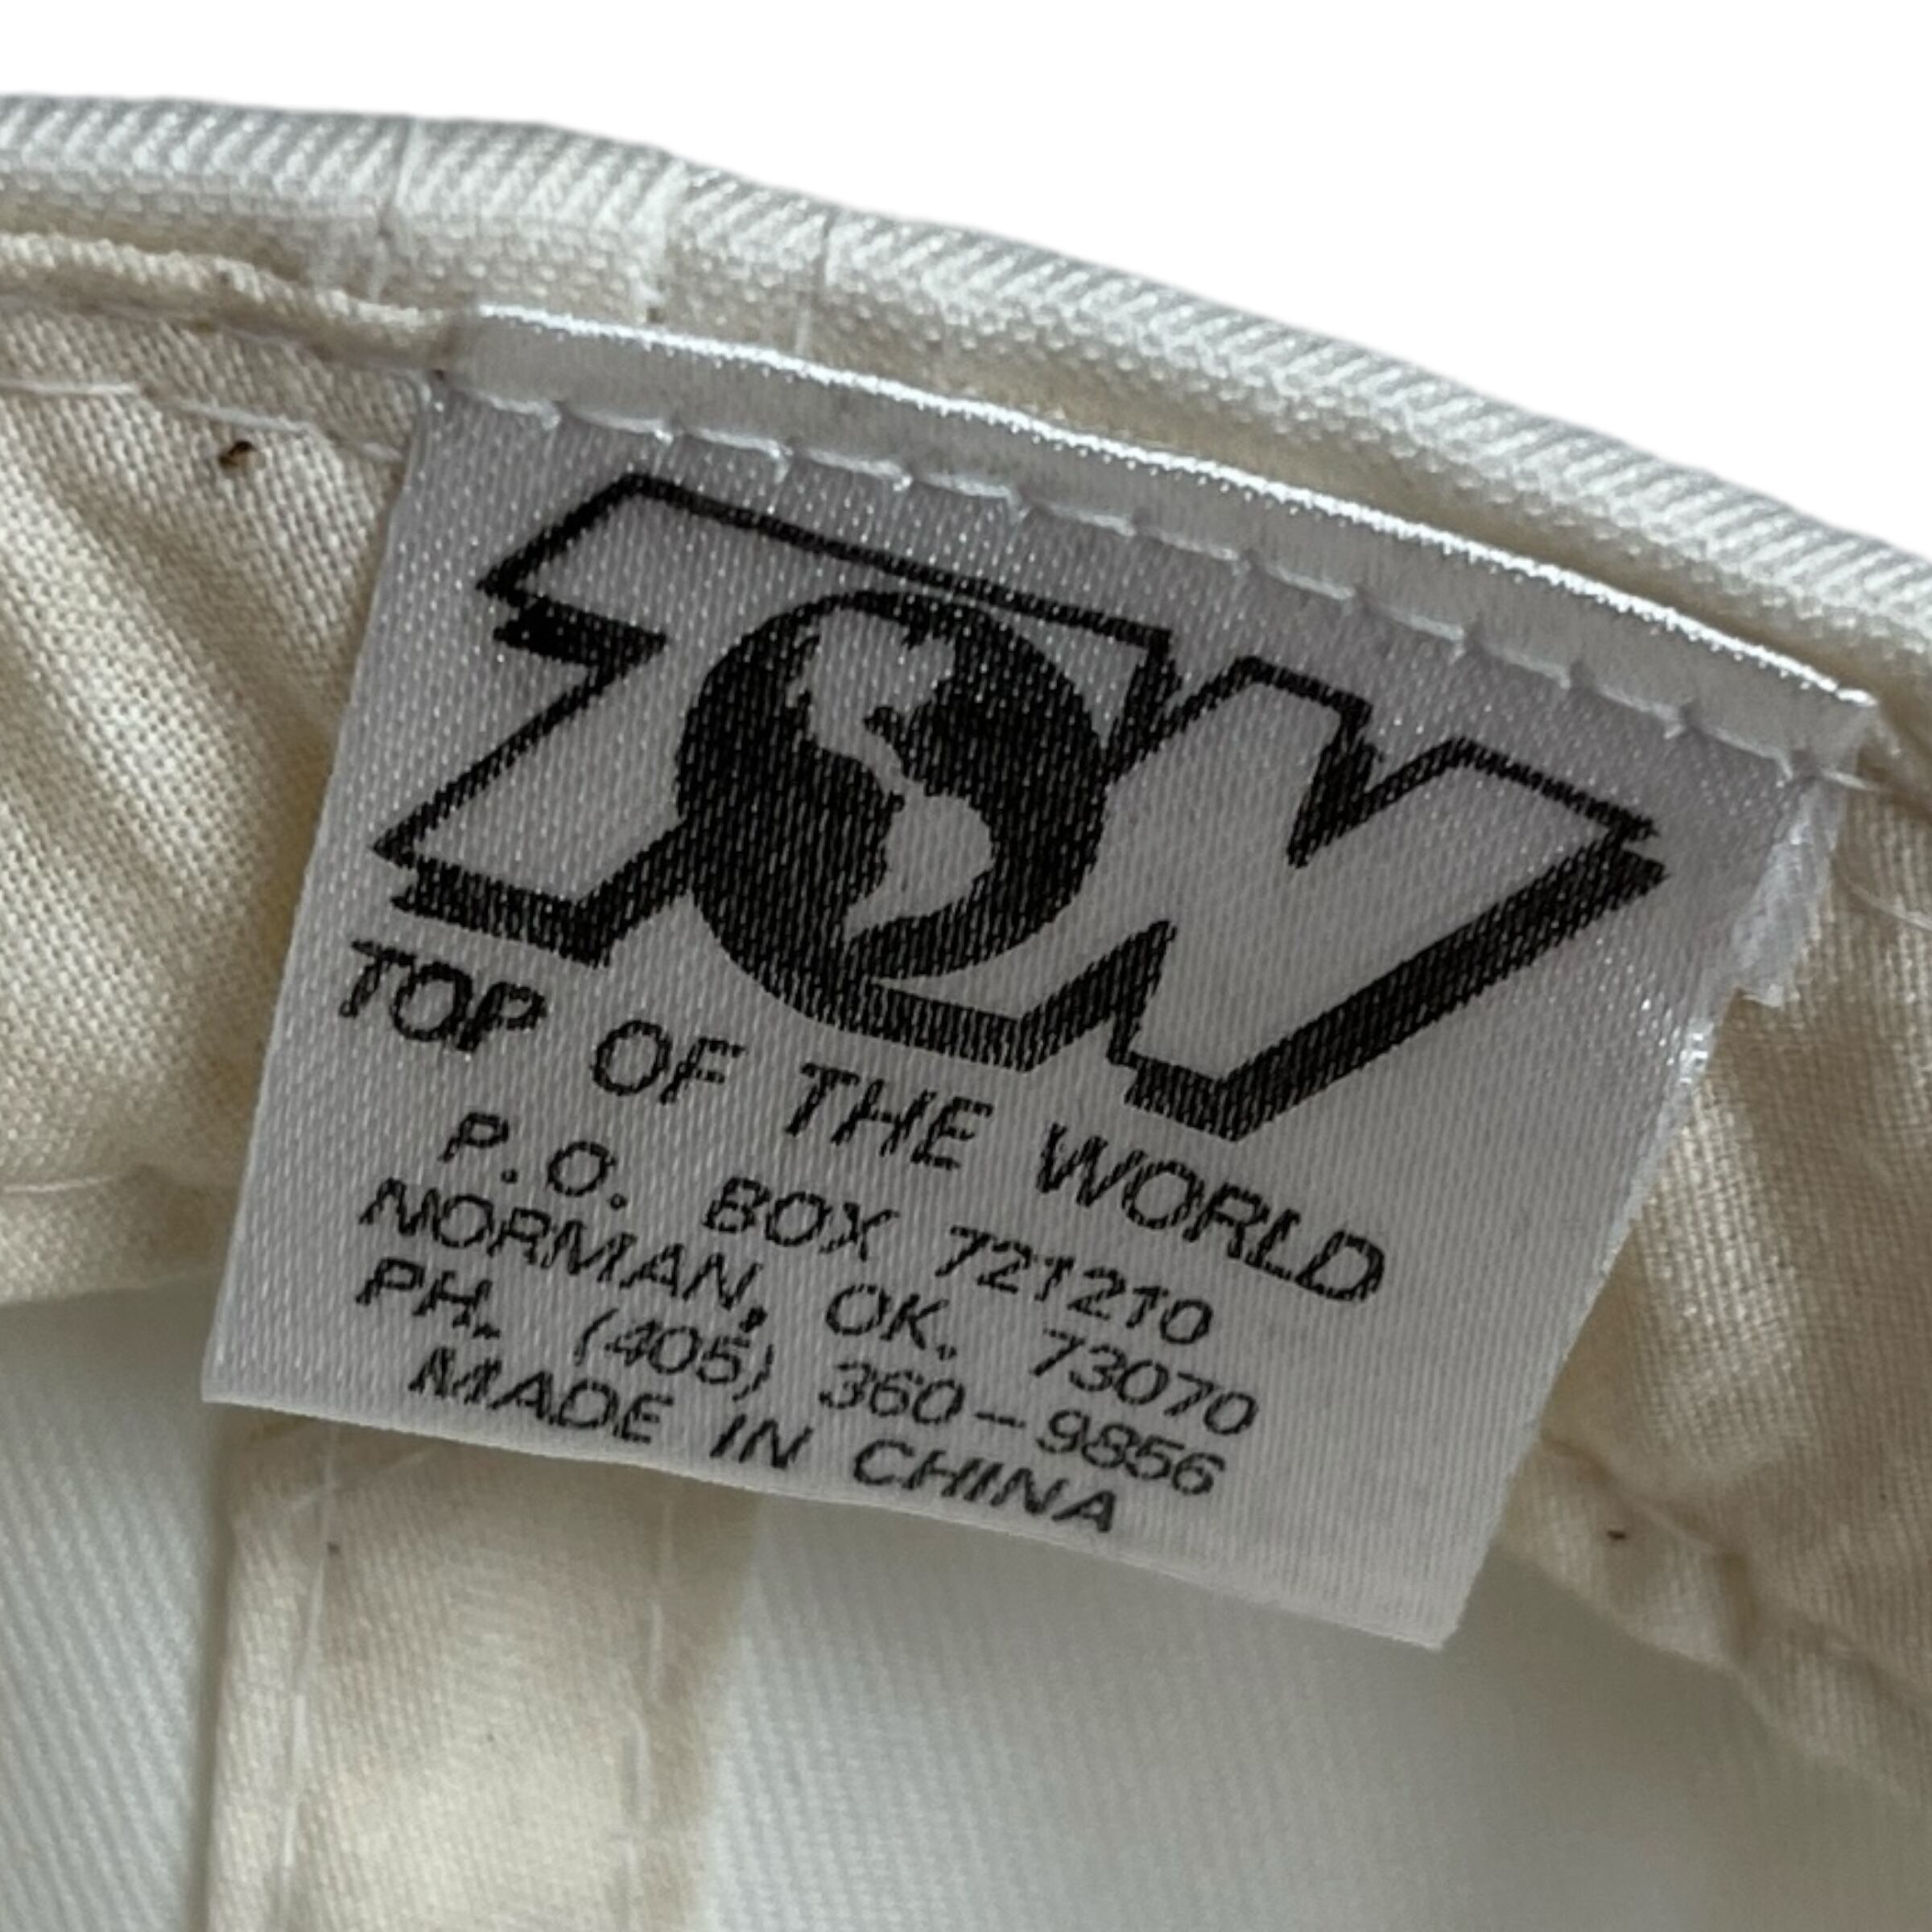 TOW
TOP OF THE WORLD
P.O. BOX 721210
NORMAN, OK. 73070
PH. (405) 360-9856
MADE IN CHINA